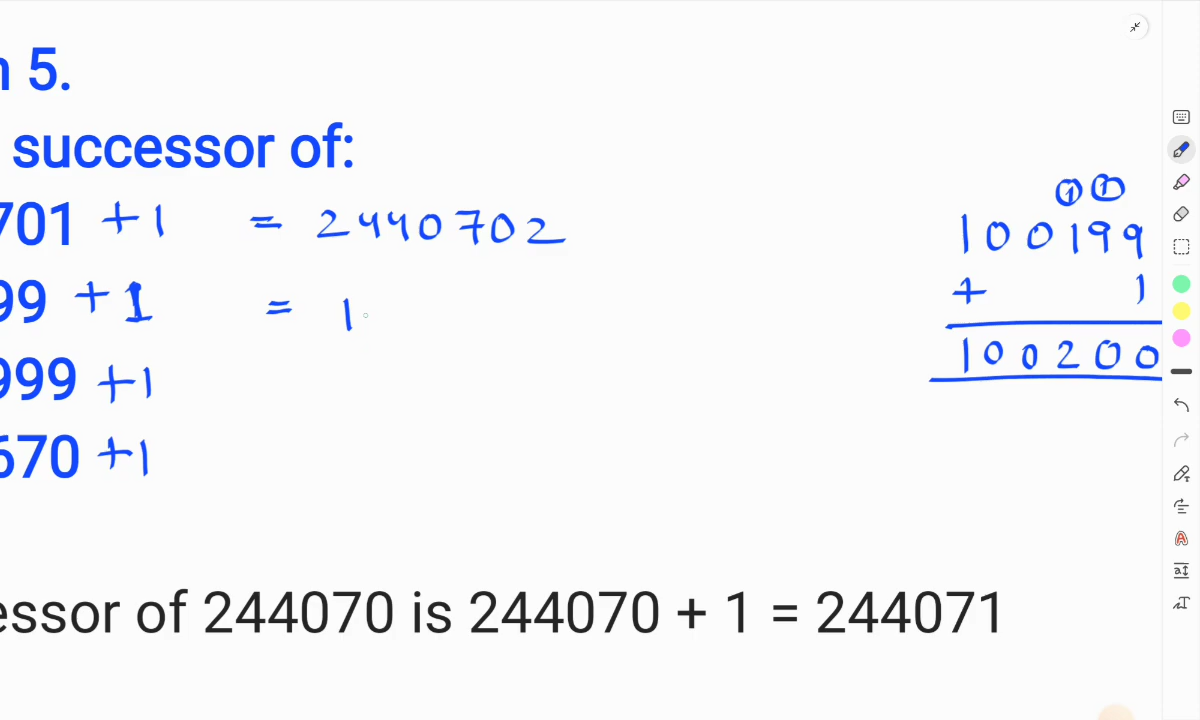 n 5.
successor of:
701 +1 = 2440702
99 +1 = 1
999 +1
670 +1
1 1
100199
+ 1
100200
essor of 244070 is 244070 + 1 = 244071